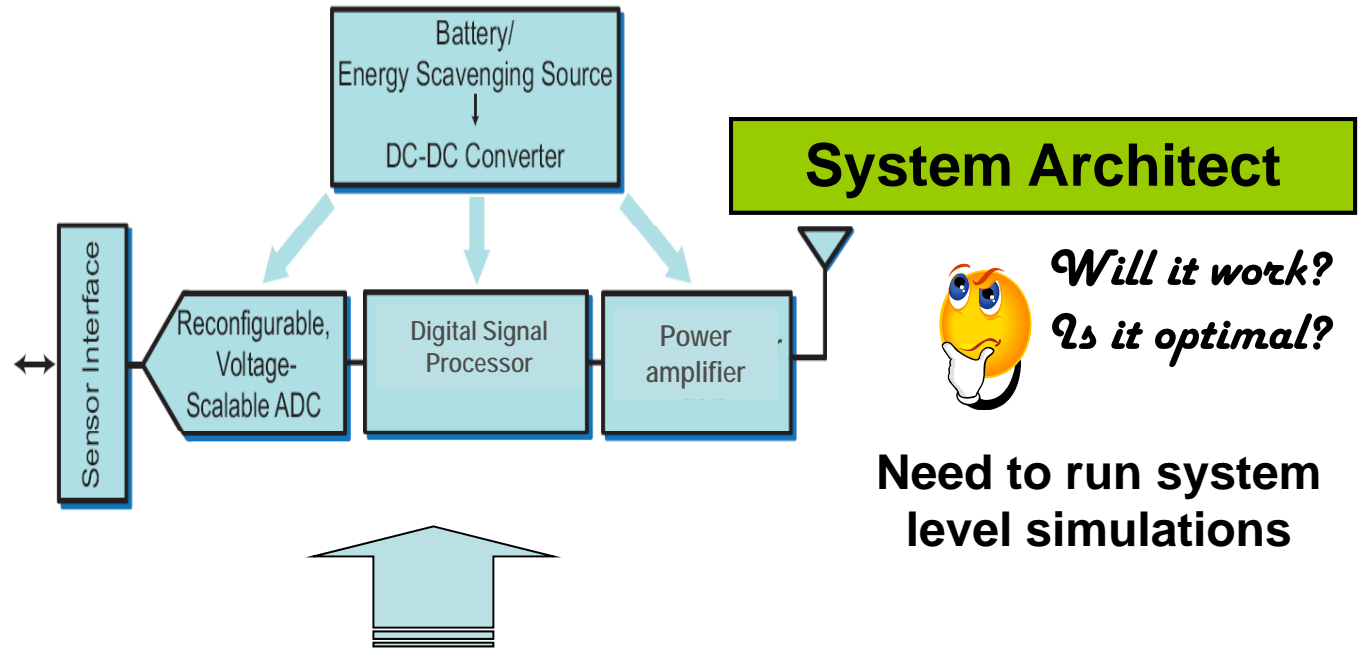 Battery/
Energy Scavenging Source
DC-DC Converter
System Architect
Will it work?
Is it optimal?
Sensor Interface
Reconfigurable,
Voltage-
Scalable ADC
Digital Signal
Processor
Power
amplifier
Need to run system
level simulations